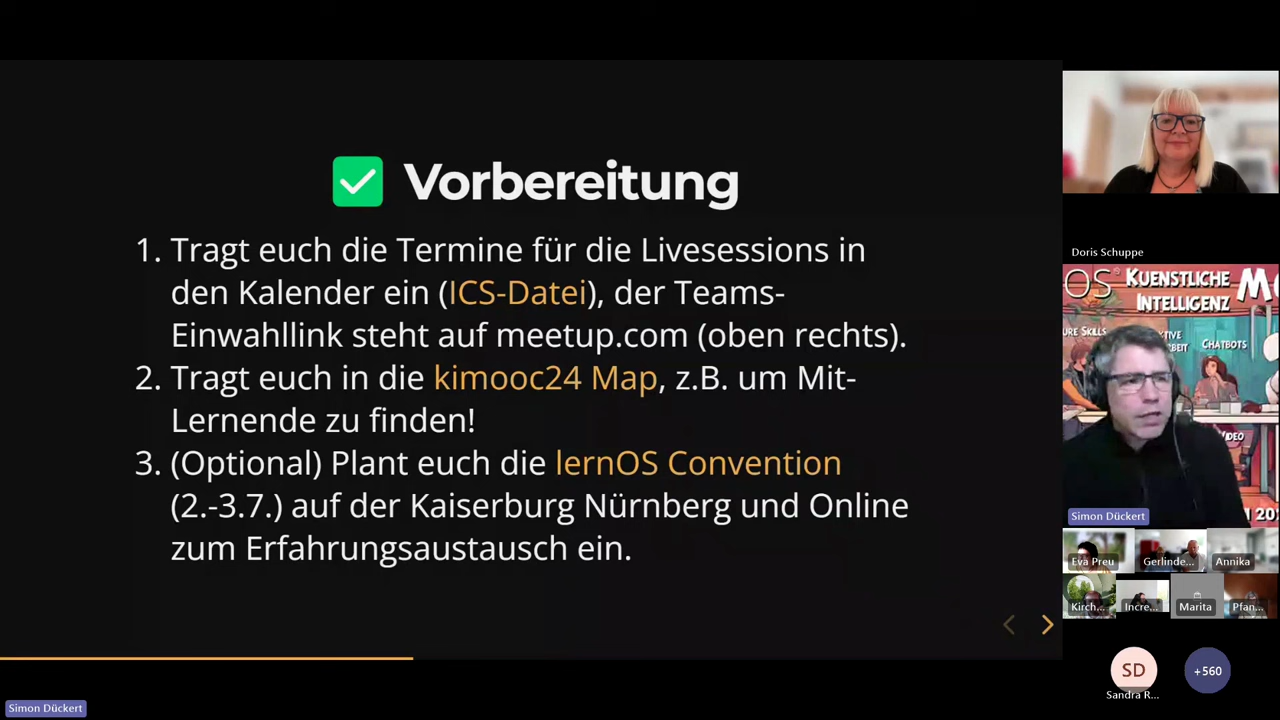 Vorbereitung
1. Tragt euch die Termine für die Livesessions in
den Kalender ein (ICS-Datei), der Teams-
Einwahllink steht auf meetup.com (oben rechts).
2. Tragt euch in die kimooc24 Map, z.B. um Mit-
Lernende zu finden!
3. (Optional) Plant euch die lernOS Convention
(2.-3.7.) auf der Kaiserburg Nürnberg und Online
zum Erfahrungsaustausch ein.
Simon Dückert
Doris Schuppe
OS KUENSTLICHE
INTELLIGENZ
URE SKILLS
CHATBOTS
Simon Dückert
Eva Preu
Gerlinde...
Annika
Kirch...
Incre...
Marita
Pfan...
SD
+560
Sandra R...